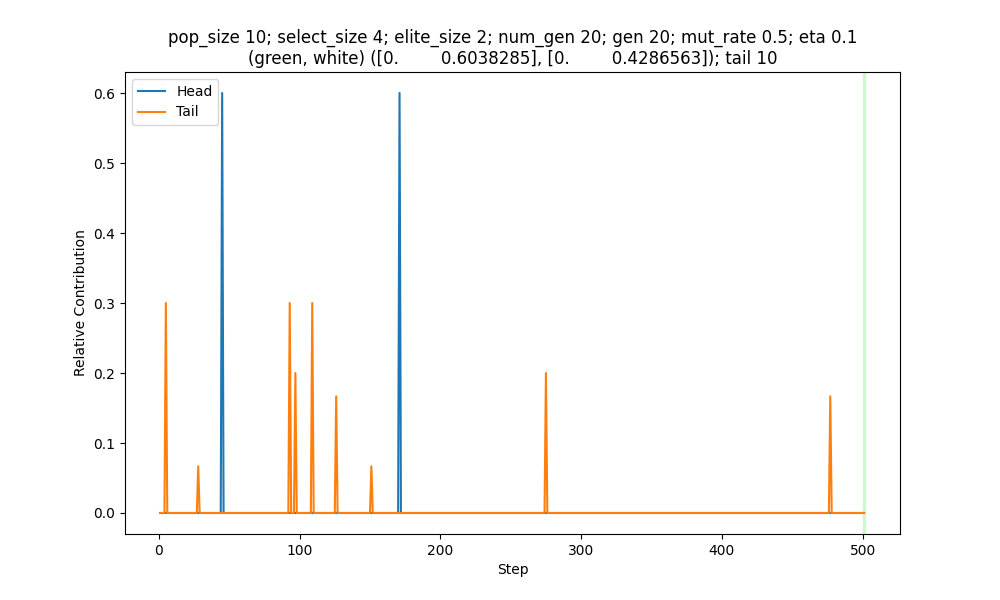 pop_size 10; select_size 4; elite_size 2; num_gen 20; gen 20; mut_rate 0.5; eta 0.1
(green, white) ([0. 0.6038285], [0. 0.4286563]); tail 10
Head
Tail
0.6
0.5
0.4
0.3
0.2
0.1
0.0
Relative Contribution
0 100 200 300 400 500
Step